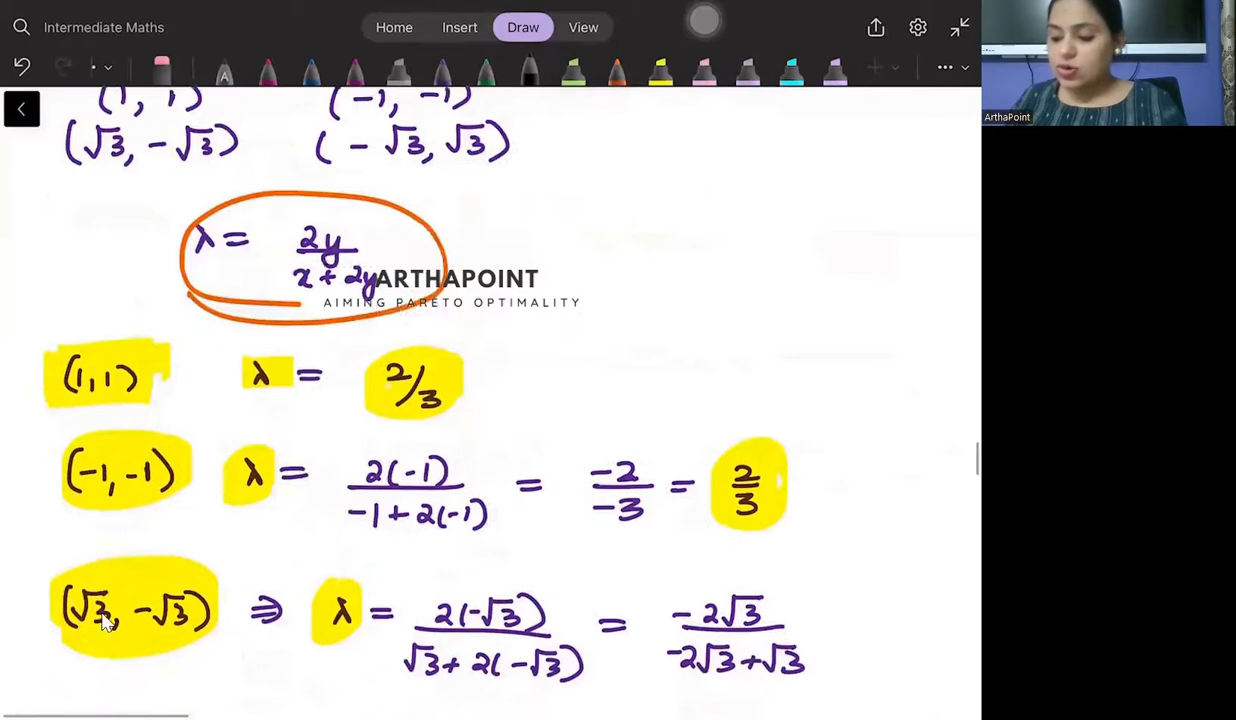 Intermediate Maths
Home Insert Draw View
ArthaPoint
(1, 1) (-1, -1)
(√3, -√3) (-√3, √3)
λ = 2y / x + 2y
ARTHAPOINT
AIMING PARETO OPTIMALITY
(1,1) λ = 2/3
(-1, -1) λ = 2(-1) / -1 + 2(-1) = -2 / -3 = 2/3
(√3, -√3) ⇒ λ = 2(-√3) / √3 + 2(-√3) = -2√3 / -2√3 + √3